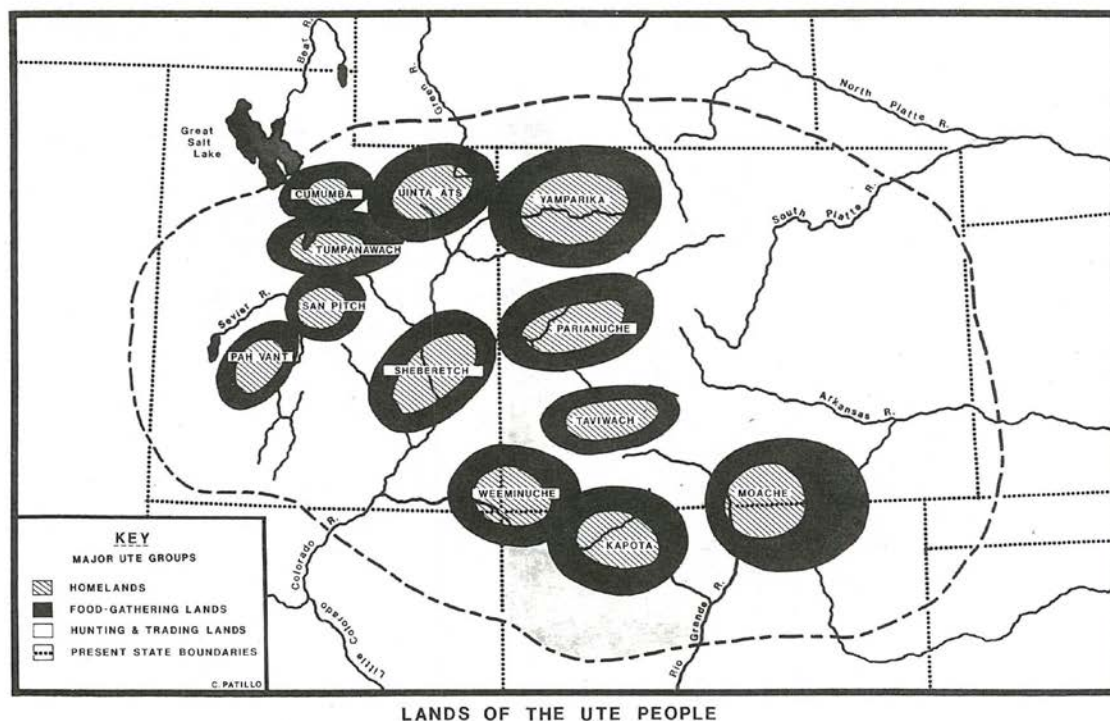 Bear R.
Green R.
North Platte R.
Great
Salt
Lake
CUMUMBA
UINTA ATS
YAMPARIKA
South Platte R.
TUMPANAWACH
SAN PITCH
Sevier R.
PARIANUCHE
PAH VANT
SHEBERETCH
TAVIWACH
Arkansas R.
WEEMINUCHE
MOACHE
KAPOTA
Colorado R.
Little Colorado
Rio Grande R.
KEY
MAJOR UTE GROUPS
HOMELANDS
FOOD-GATHERING LANDS
HUNTING & TRADING LANDS
PRESENT STATE BOUNDARIES
C. PATILLO
LANDS OF THE UTE PEOPLE